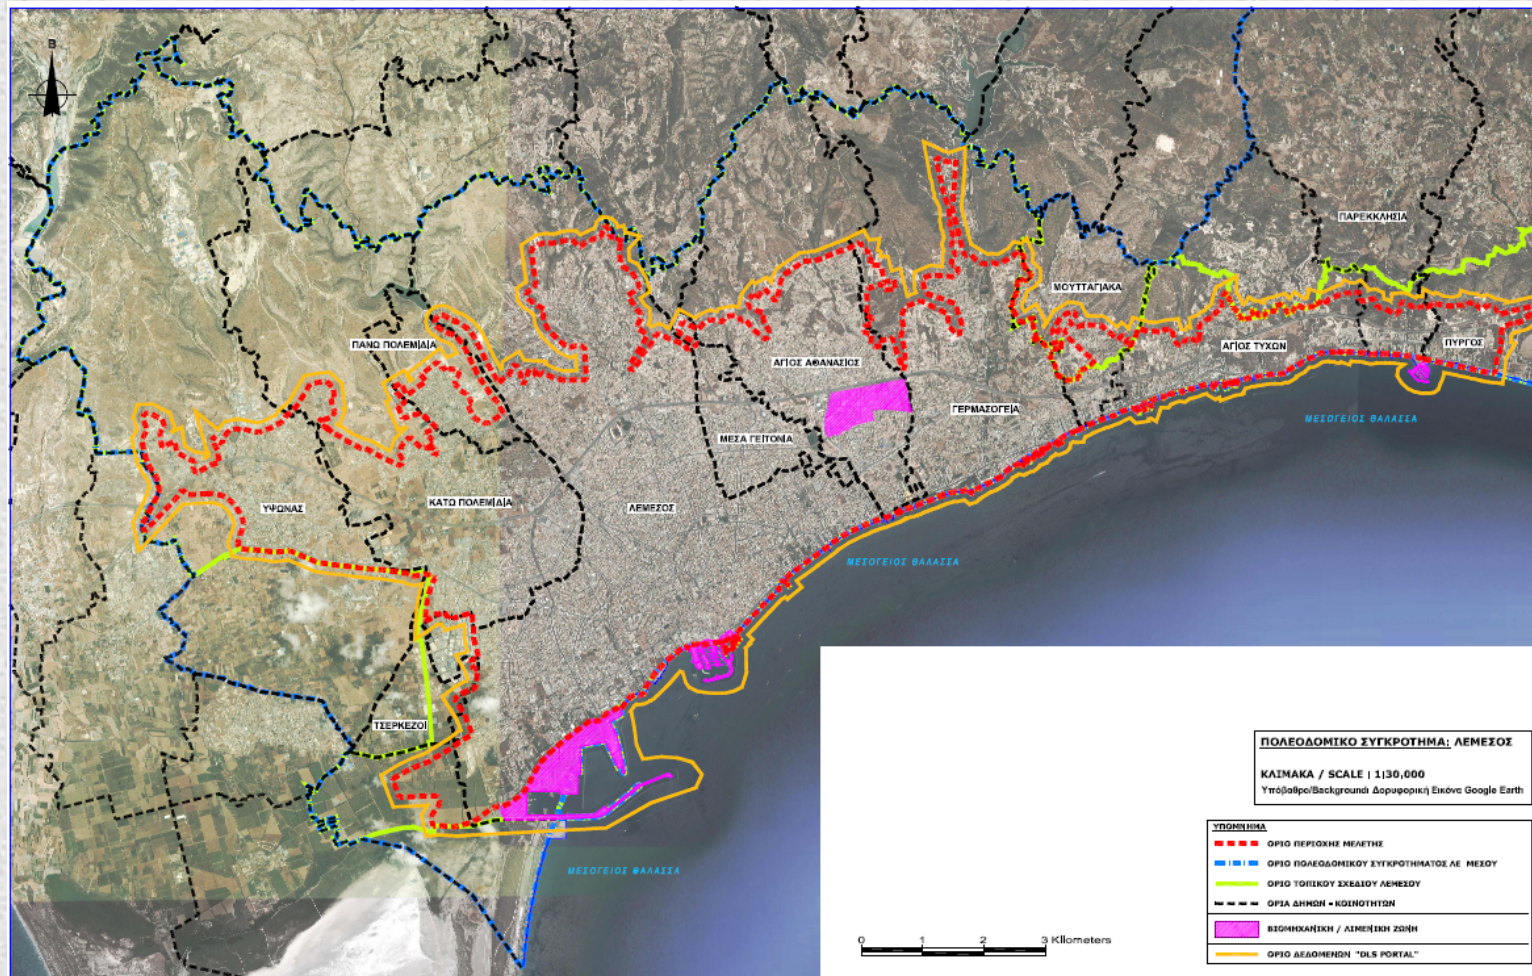 Β
ΠΑΡΕΚΚΛΗΣΙΑ
ΜΟΥΤΤΑΓΙΑΚΑ
ΠΑΝΩ ΠΟΛΕΜΙΔΙΑ
ΑΓΙΟΣ ΤΥΧΩΝ
ΠΥΡΓΟΣ
ΑΓΙΟΣ ΑΘΑΝΑΣΙΟΣ
ΓΕΡΜΑΣΟΓΕΙΑ
ΜΕΣΟΓΕΙΟΣ ΘΑΛΑΣΣΑ
ΜΕΣΑ ΓΕΙΤΟΝΙΑ
ΚΑΤΩ ΠΟΛΕΜΙΔΙΑ
ΥΨΩΝΑΣ
ΛΕΜΕΣΟΣ
ΜΕΣΟΓΕΙΟΣ ΘΑΛΑΣΣΑ
ΤΣΕΡΚΕΖΟΙ
ΜΕΣΟΓΕΙΟΣ ΘΑΛΑΣΣΑ
ΠΟΛΕΟΔΟΜΙΚΟ ΣΥΓΚΡΟΤΗΜΑ: ΛΕΜΕΣΟΣ
ΚΛΙΜΑΚΑ / SCALE : 1:30,000
Υπόβαθρο/Background: Δορυφορική Εικόνα Google Earth
ΥΠΟΜΝΗΜΑ
ΟΡΙΟ ΠΕΡΙΟΧΗΣ ΜΕΛΕΤΗΣ
ΟΡΙΟ ΠΟΛΕΟΔΟΜΙΚΟΥ ΣΥΓΚΡΟΤΗΜΑΤΟΣ ΛΕ ΜΕΣΟΥ
ΟΡΙΟ ΤΟΠΙΚΟΥ ΣΧΕΔΙΟΥ ΛΕΜΕΣΟΥ
ΟΡΙΑ ΔΗΜΩΝ - ΚΟΙΝΟΤΗΤΩΝ
ΒΙΟΜΗΧΑΝΙΚΗ / ΛΙΜΕΝΙΚΗ ΖΩΝΗ
ΟΡΙΟ ΔΕΔΟΜΕΝΩΝ "DLS PORTAL"
0 1 2 3 Kilometers